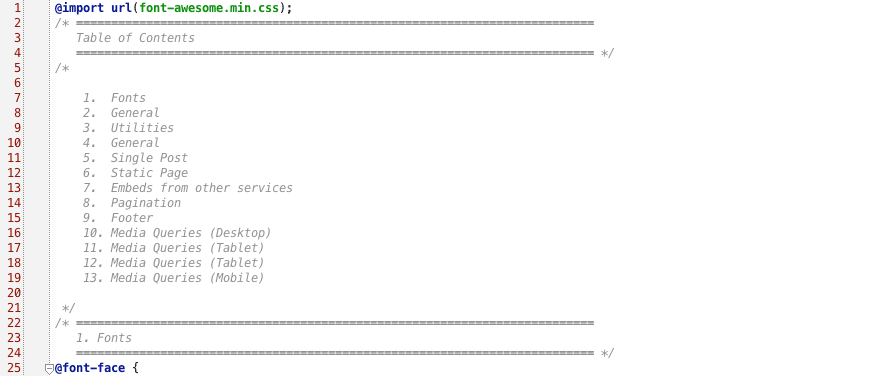 1 @import url(font-awesome.min.css);
2 /* ==========================================================================
3 Table of Contents
4 ========================================================================== */
5 /*
6
7 1. Fonts
8 2. General
9 3. Utilities
10 4. General
11 5. Single Post
12 6. Static Page
13 7. Embeds from other services
14 8. Pagination
15 9. Footer
16 10. Media Queries (Desktop)
17 11. Media Queries (Tablet)
18 12. Media Queries (Tablet)
19 13. Media Queries (Mobile)
20
21 */
22 /* ==========================================================================
23 1. Fonts
24 ========================================================================== */
25 @font-face {